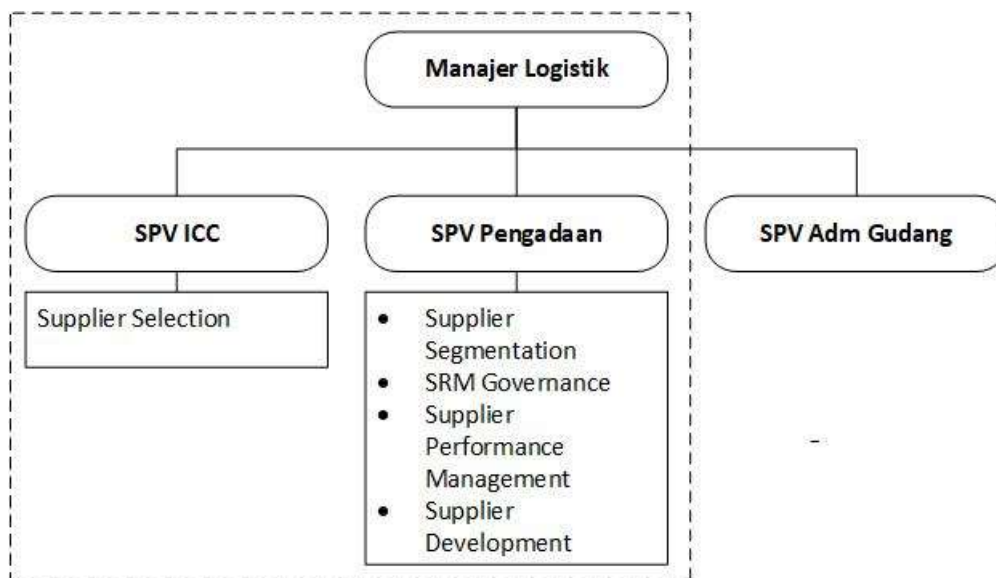 Manajer Logistik
SPV ICC
SPV Pengadaan
SPV Adm Gudang
Supplier Selection
• Supplier
Segmentation
• SRM Governance
• Supplier
Performance
Management
• Supplier
Development
-